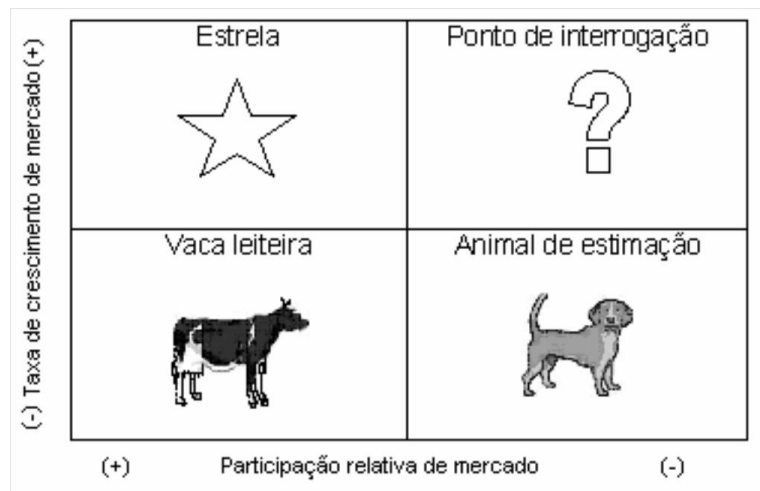 Estrela
Ponto de interrogação
Vaca leiteira
Animal de estimação
(-) Taxa de crescimento de mercado (+)
(+) Participação relativa de mercado (-)